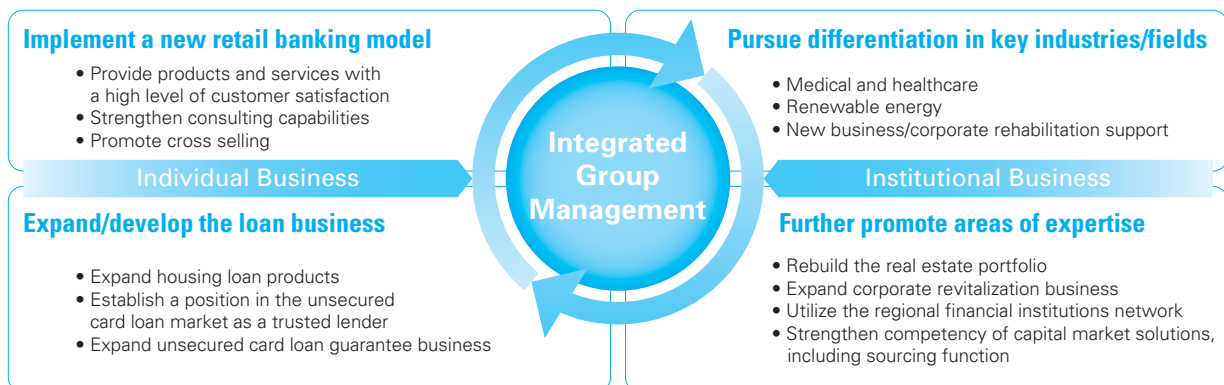 Implement a new retail banking model
• Provide products and services with
a high level of customer satisfaction
• Strengthen consulting capabilities
• Promote cross selling
Individual Business
Expand/develop the loan business
• Expand housing loan products
• Establish a position in the unsecured
card loan market as a trusted lender
• Expand unsecured card loan guarantee business
Integrated
Group
Management
Pursue differentiation in key industries/fields
• Medical and healthcare
• Renewable energy
• New business/corporate rehabilitation support
Institutional Business
Further promote areas of expertise
• Rebuild the real estate portfolio
• Expand corporate revitalization business
• Utilize the regional financial institutions network
• Strengthen competency of capital market solutions,
including sourcing function